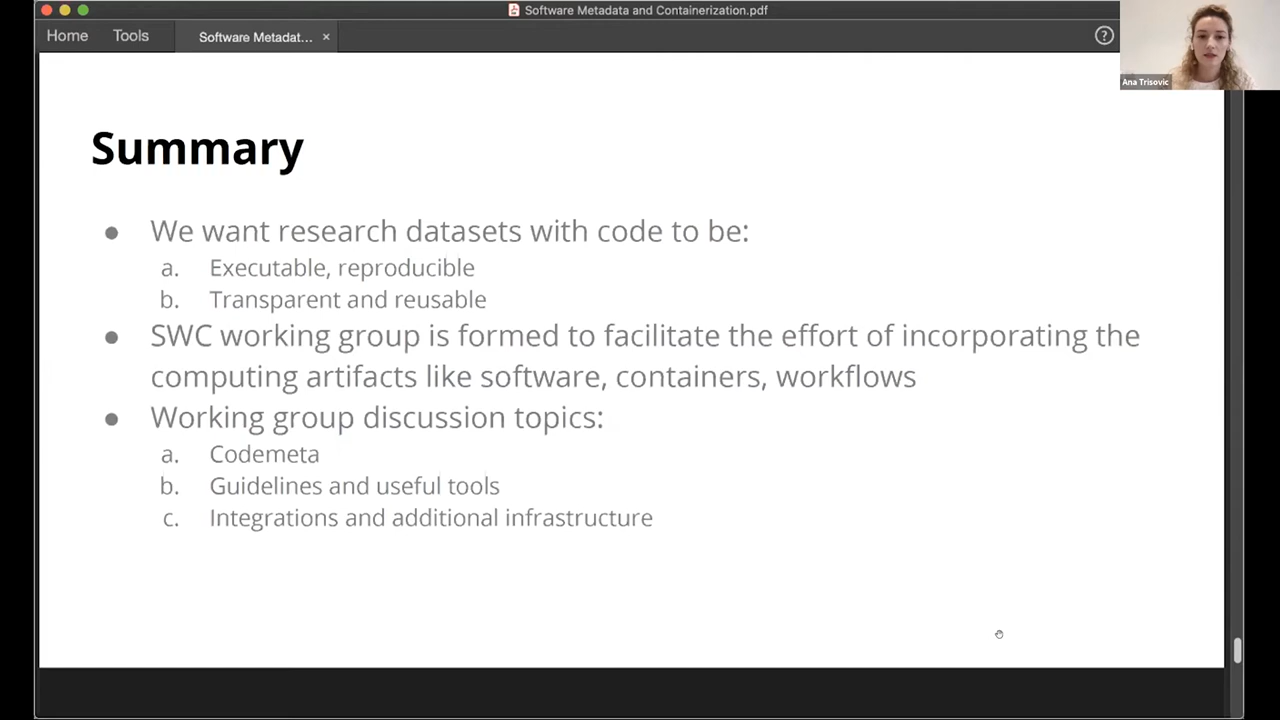 Software Metadata and Containerization.pdf
Home Tools Software Metadat... × ?
Ana Trisovic
Summary
● We want research datasets with code to be:
a. Executable, reproducible
b. Transparent and reusable
● SWC working group is formed to facilitate the effort of incorporating the
computing artifacts like software, containers, workflows
● Working group discussion topics:
a. Codemeta
b. Guidelines and useful tools
c. Integrations and additional infrastructure